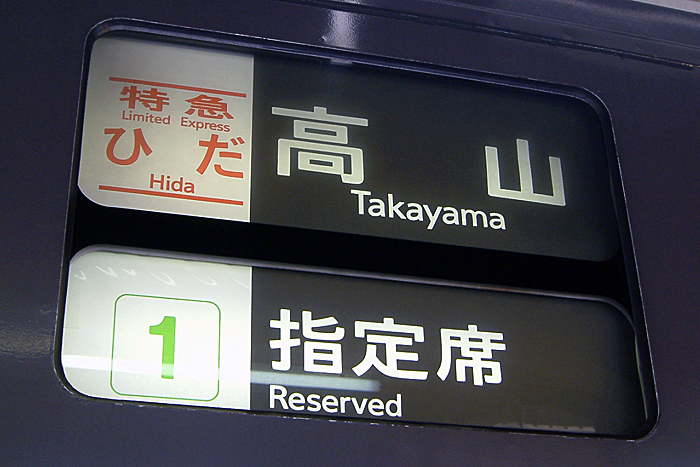 特急
Limited Express
ひだ
Hida
高山
Takayama
1
指定席
Reserved